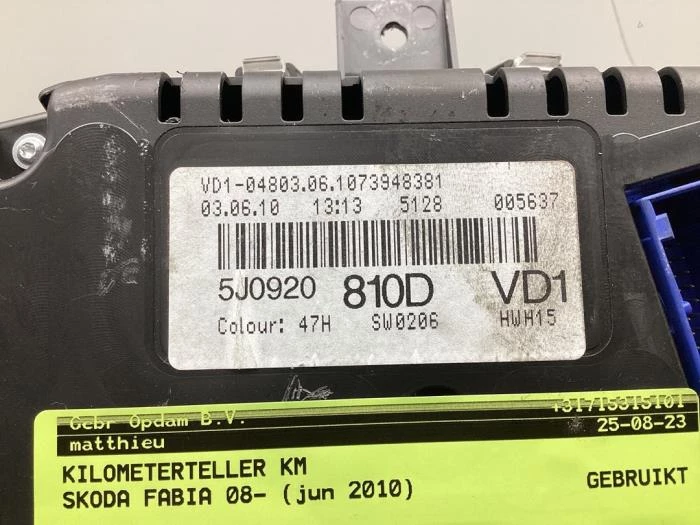 VD1-04803.06.1073948381
03.06.10 13:13 5128 005637
5J0920 810D VD1
Colour: 47H SW0206 HWH15
Gebr Opdam B.V. +31715315101
matthieu 25-08-23
KILOMETERTELLER KM
SKODA FABIA 08- (jun 2010) GEBRUIKT